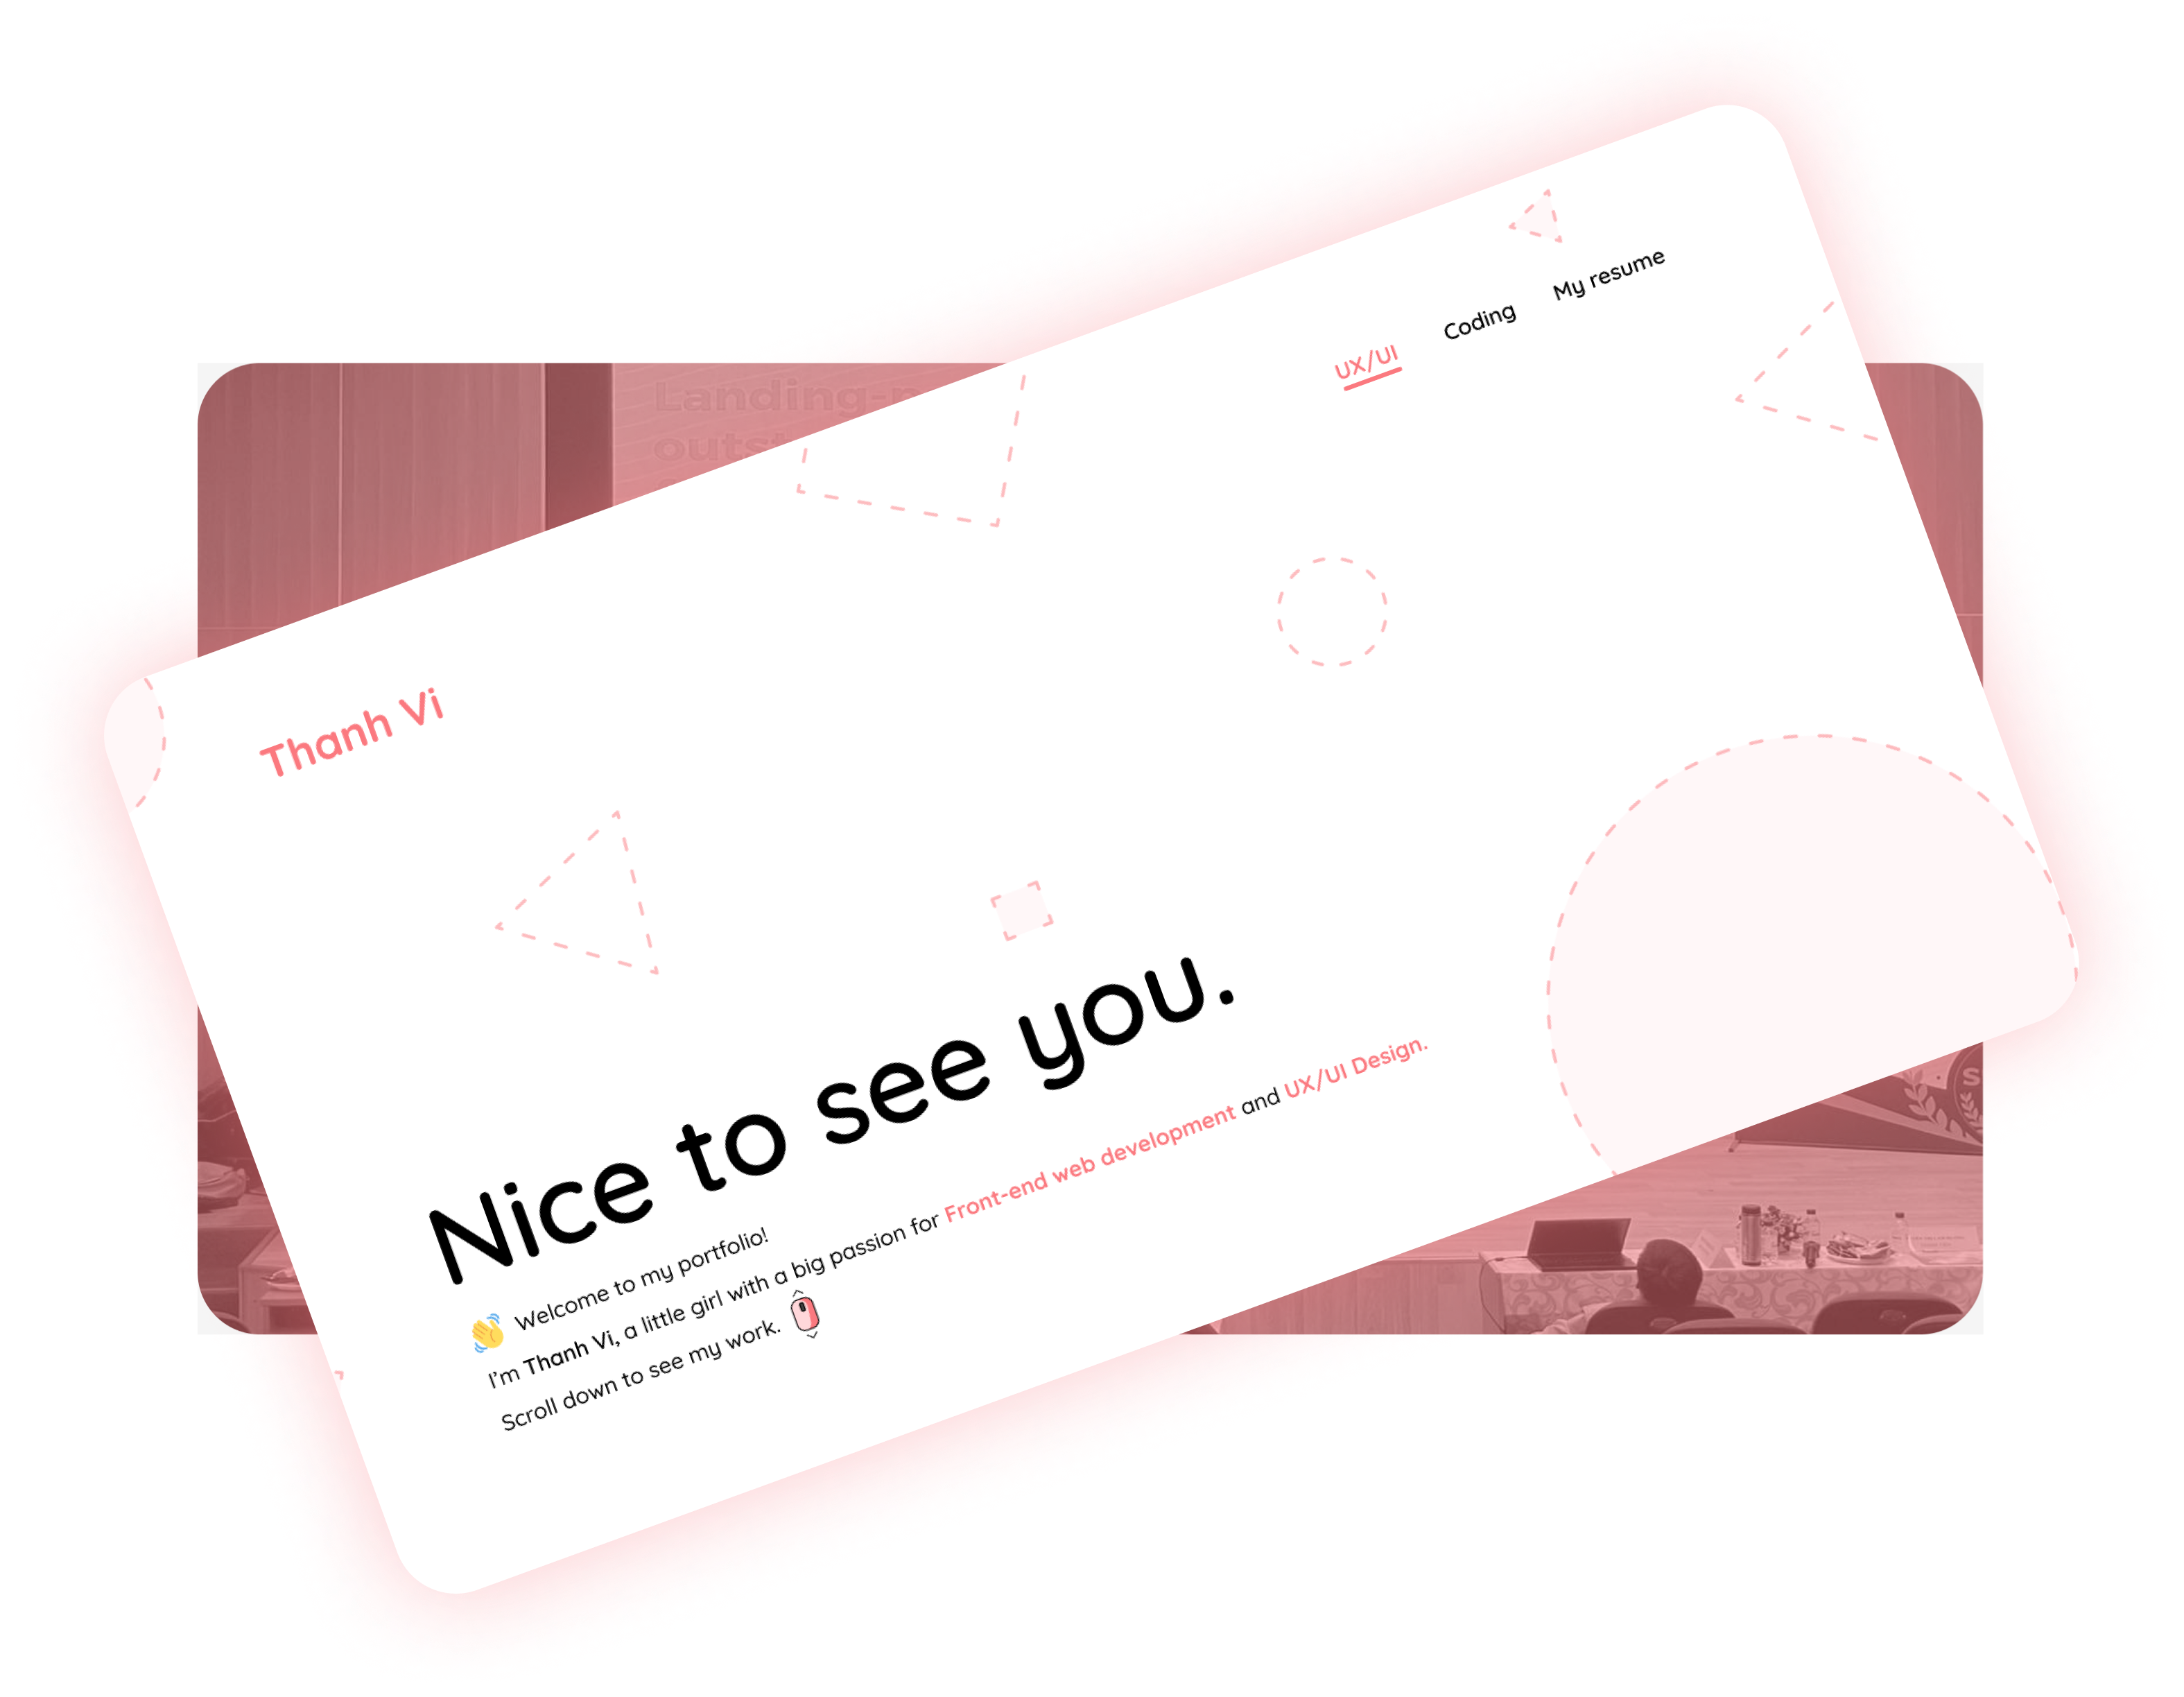 Landing-
outs
UX/UI
Coding
My resume
Thanh Vi
Nice to see you.
👋 Welcome to my portfolio!
I'm Thanh Vi, a little girl with a big passion for Front-end web development and UX/UI Design.
Scroll down to see my work.
S